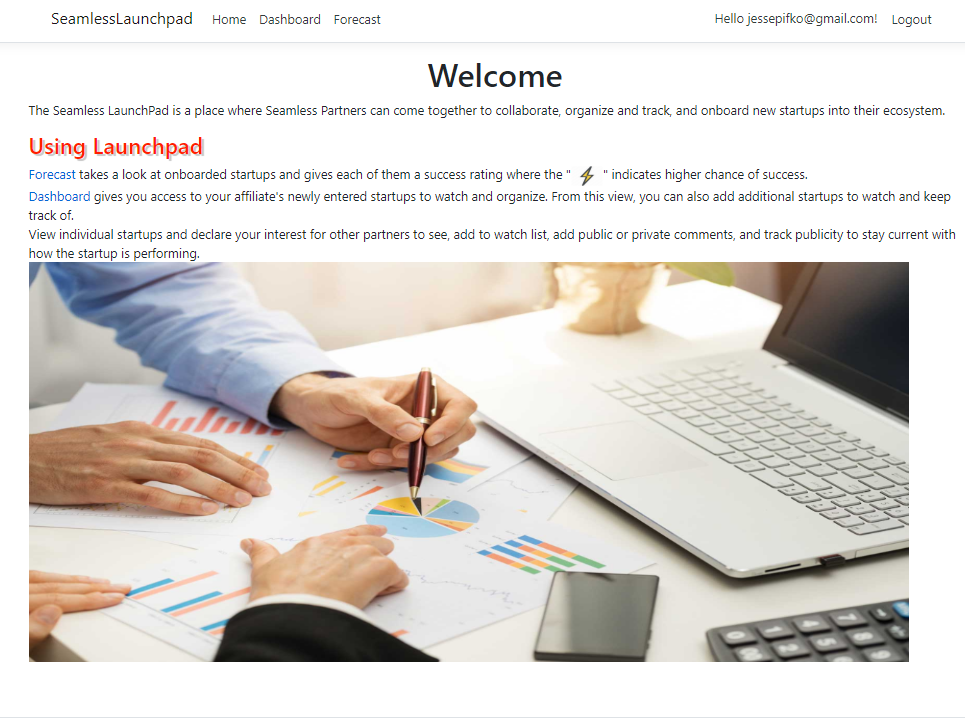 SeamlessLaunchpad Home Dashboard Forecast Hello jessepifko@gmail.com! Logout
Welcome
The Seamless LaunchPad is a place where Seamless Partners can come together to collaborate, organize and track, and onboard new startups into their ecosystem.
Using Launchpad
Forecast takes a look at onboarded startups and gives each of them a success rating where the " ⚡ " indicates higher chance of success.
Dashboard gives you access to your affiliate's newly entered startups to watch and organize. From this view, you can also add additional startups to watch and keep
track of.
View individual startups and declare your interest for other partners to see, add to watch list, add public or private comments, and track publicity to stay current with
how the startup is performing.